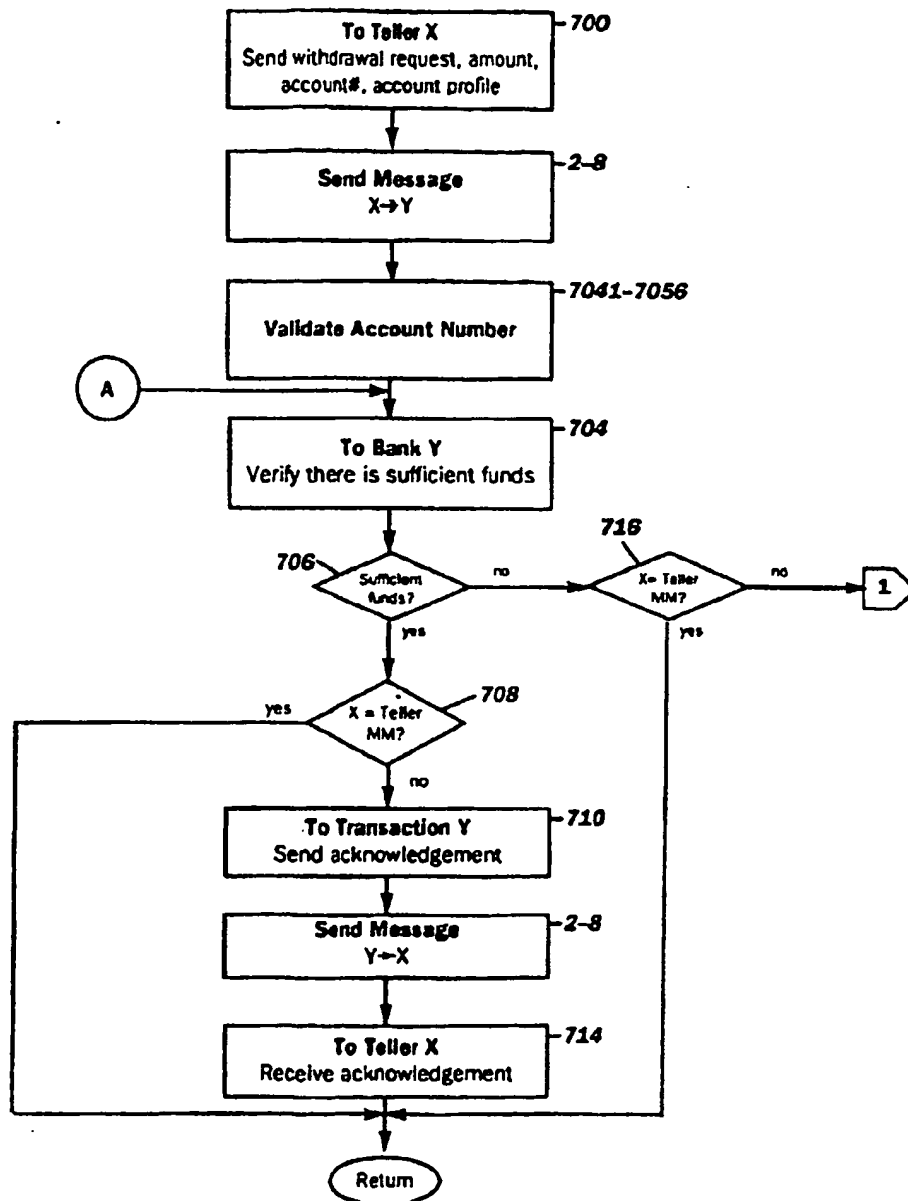 To Teller X
Send withdrawal request, amount,
account#, account profile
700
Send Message
X→Y
2-8
Validate Account Number
7041-7056
A
To Bank Y
Verify there is sufficient funds
704
706
Sufficient
funds?
no
yes
716
X= Teller
MM?
no
1
yes
yes
X = Teller
MM?
708
no
To Transaction Y
Send acknowledgement
710
Send Message
Y→X
2-8
To Teller X
Receive acknowledgement
714
Return